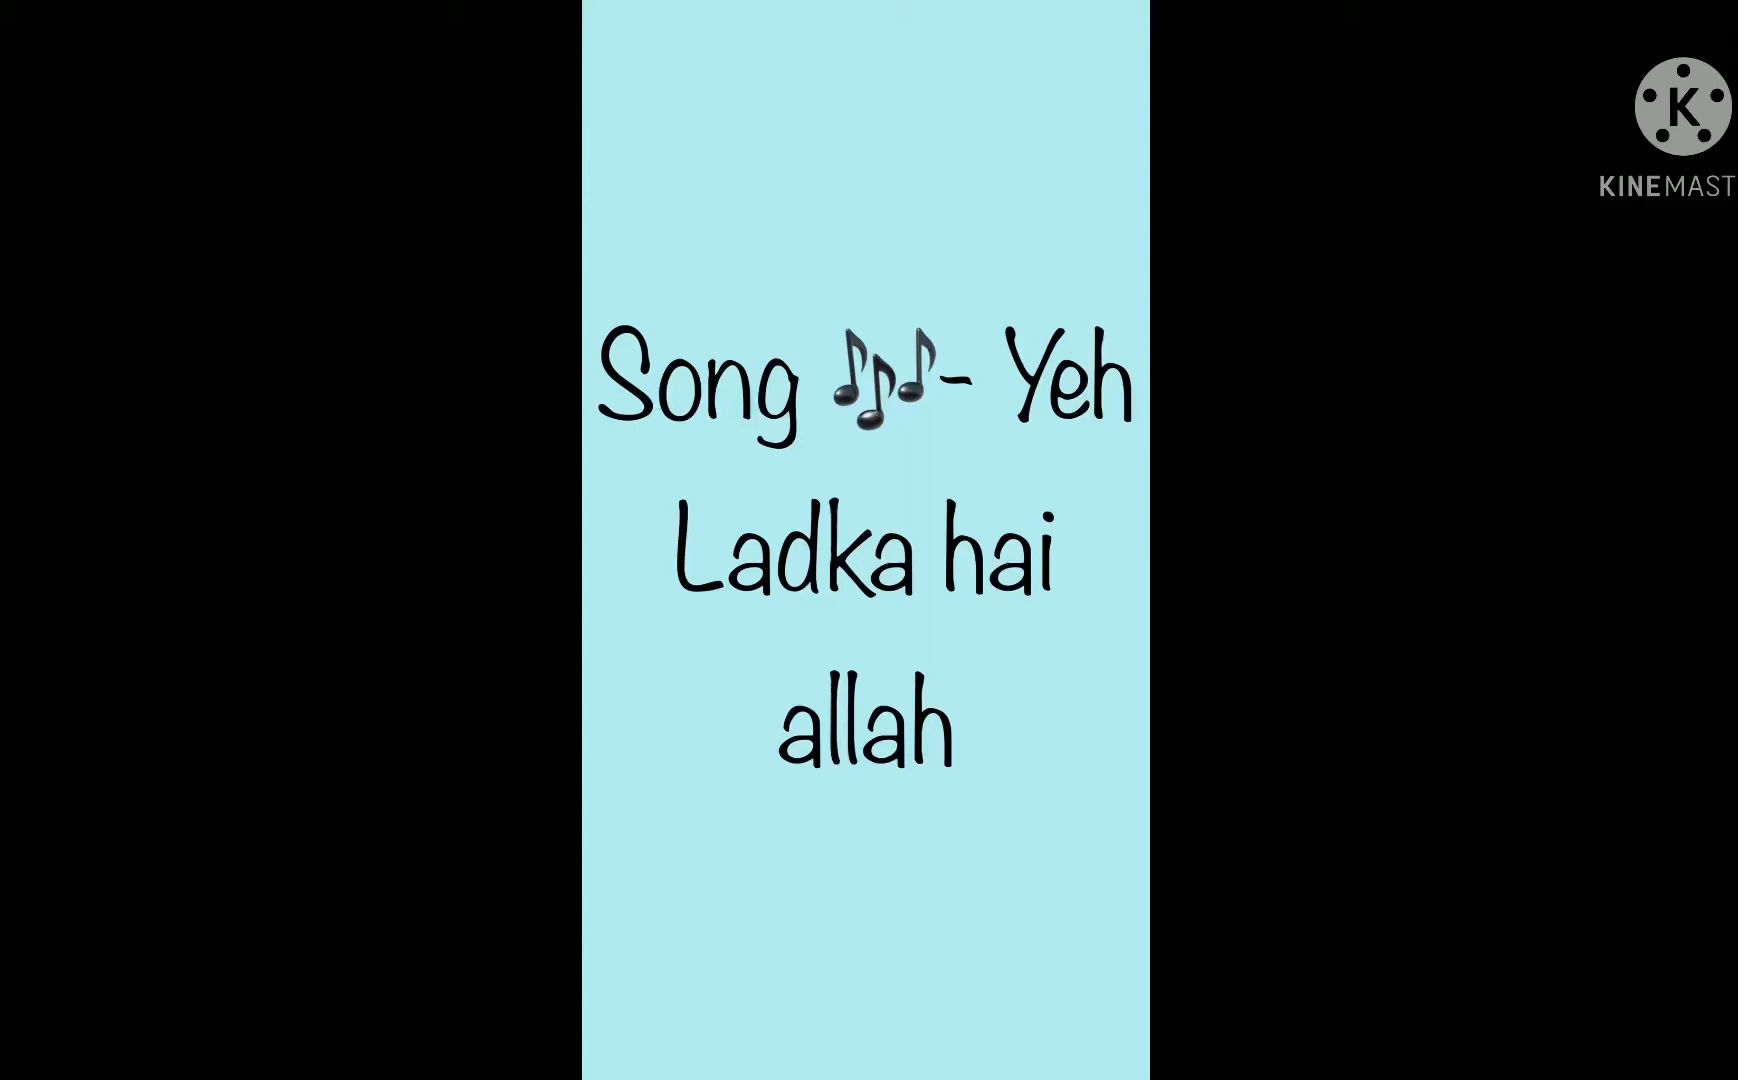 Song 🎶- Yeh
Ladka hai
allah
K
KINEMAST